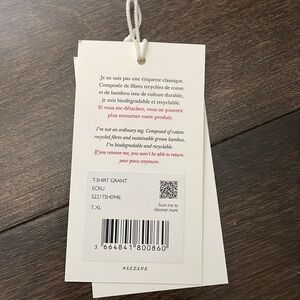 Je ne suis pas une étiquette classique.
Composée de fibres recyclées de coton
et de bambou issu de culture durable,
je suis biodégradable et recyclable.
Si vous me détachez, vous ne pourrez
plus retourner votre produit.
I'm not an ordinary tag. Composed of cotton
recycled fibres and sustainable grown bamboo,
I'm biodegradable and recyclable.
If you remove me, you won't be able to return
your piece anymore.
T-SHIRT GRANT
ECRU
T. XL
Scan me to
discover more
3 664841 800860
#SEZANE